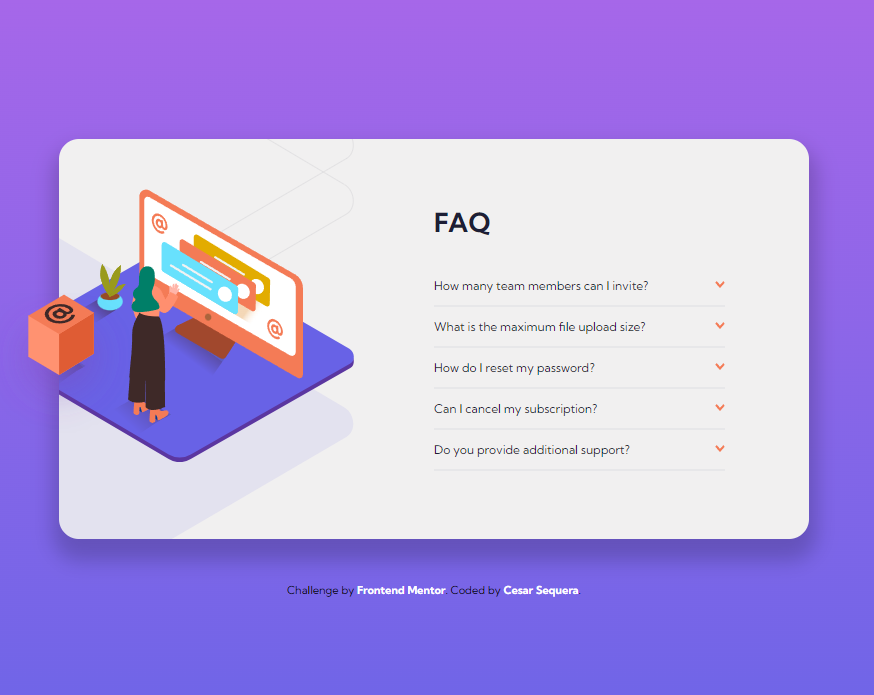 FAQ
How many team members can I invite?
What is the maximum file upload size?
How do I reset my password?
Can I cancel my subscription?
Do you provide additional support?
Challenge by Frontend Mentor. Coded by Cesar Sequera.
@
@
@